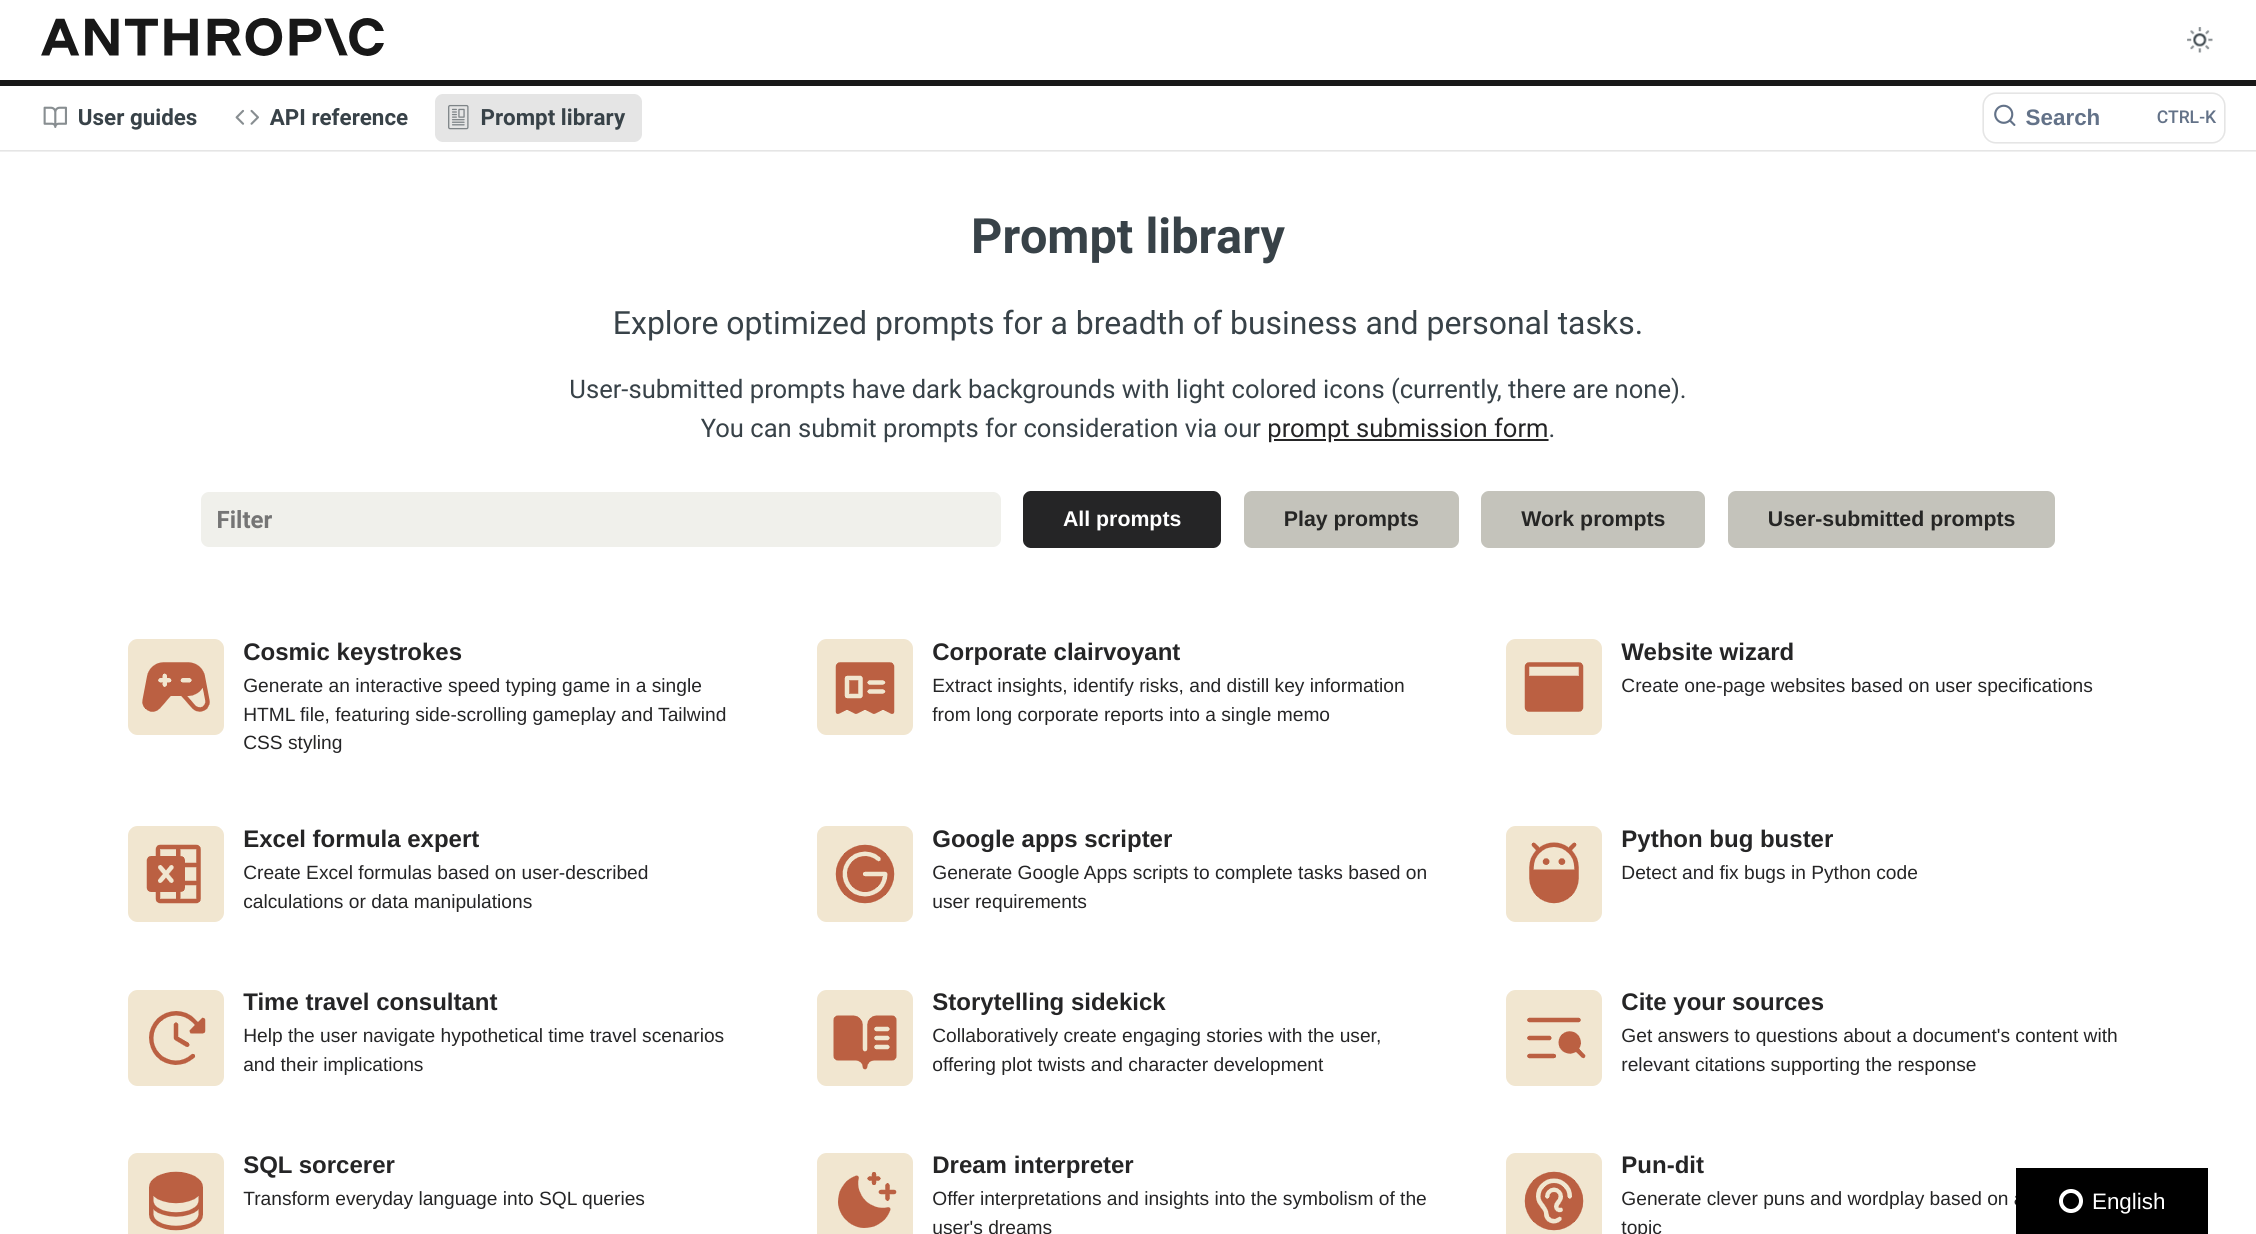 ANTHROP\C
User guides
API reference
Prompt library
Search
CTRL-K
Prompt library
Explore optimized prompts for a breadth of business and personal tasks.
User-submitted prompts have dark backgrounds with light colored icons (currently, there are none).
You can submit prompts for consideration via our prompt submission form.
Filter
All prompts
Play prompts
Work prompts
User-submitted prompts
Cosmic keystrokes
Generate an interactive speed typing game in a single
HTML file, featuring side-scrolling gameplay and Tailwind
CSS styling
Corporate clairvoyant
Extract insights, identify risks, and distill key information
from long corporate reports into a single memo
Website wizard
Create one-page websites based on user specifications
Excel formula expert
Create Excel formulas based on user-described
calculations or data manipulations
Google apps scripter
Generate Google Apps scripts to complete tasks based on
user requirements
Python bug buster
Detect and fix bugs in Python code
Time travel consultant
Help the user navigate hypothetical time travel scenarios
and their implications
Storytelling sidekick
Collaboratively create engaging stories with the user,
offering plot twists and character development
Cite your sources
Get answers to questions about a document's content with
relevant citations supporting the response
SQL sorcerer
Transform everyday language into SQL queries
Dream interpreter
Offer interpretations and insights into the symbolism of the
user's dreams
Pun-dit
Generate clever puns and wordplay based on
topic
English